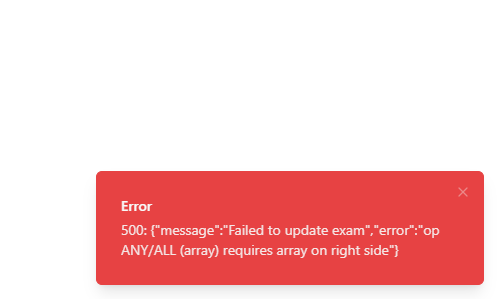 Error
500: {"message":"Failed to update exam","error":"op
ANY/ALL (array) requires array on right side"}